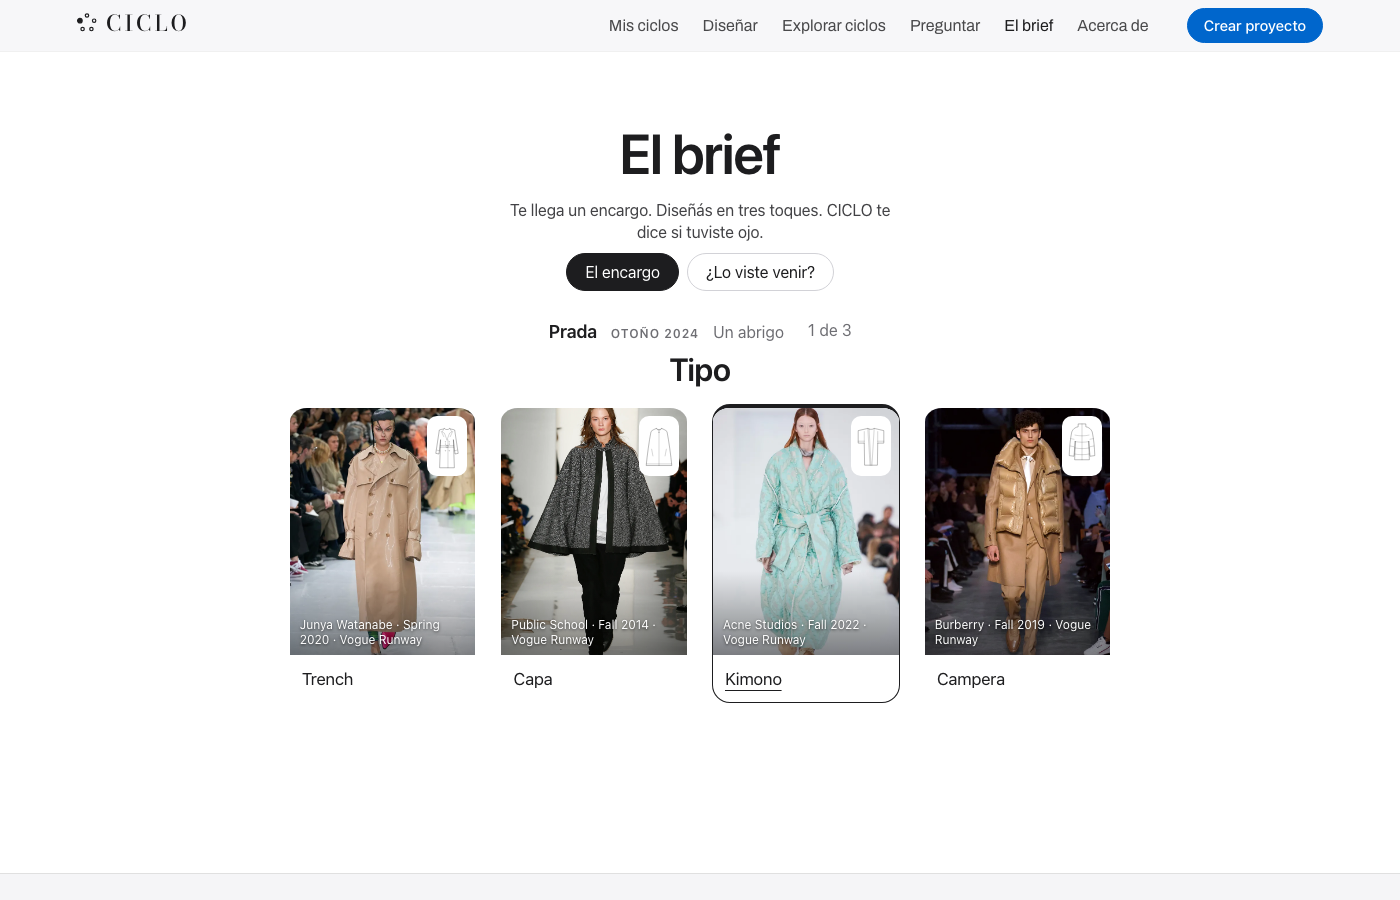 CICLO
Mis ciclos
Diseñar
Explorar ciclos
Preguntar
El brief
Acerca de
Crear proyecto
El brief
Te llega un encargo. Diseñás en tres toques. CICLO te
dice si tuviste ojo.
El encargo
¿Lo viste venir?
Prada OTOÑO 2024 Un abrigo 1 de 3
Tipo
Junya Watanabe · Spring
2020 · Vogue Runway
Trench
Public School · Fall 2014 ·
Vogue Runway
Capa
Acne Studios · Fall 2022 ·
Vogue Runway
Kimono
Burberry · Fall 2019 · Vogue
Runway
Campera